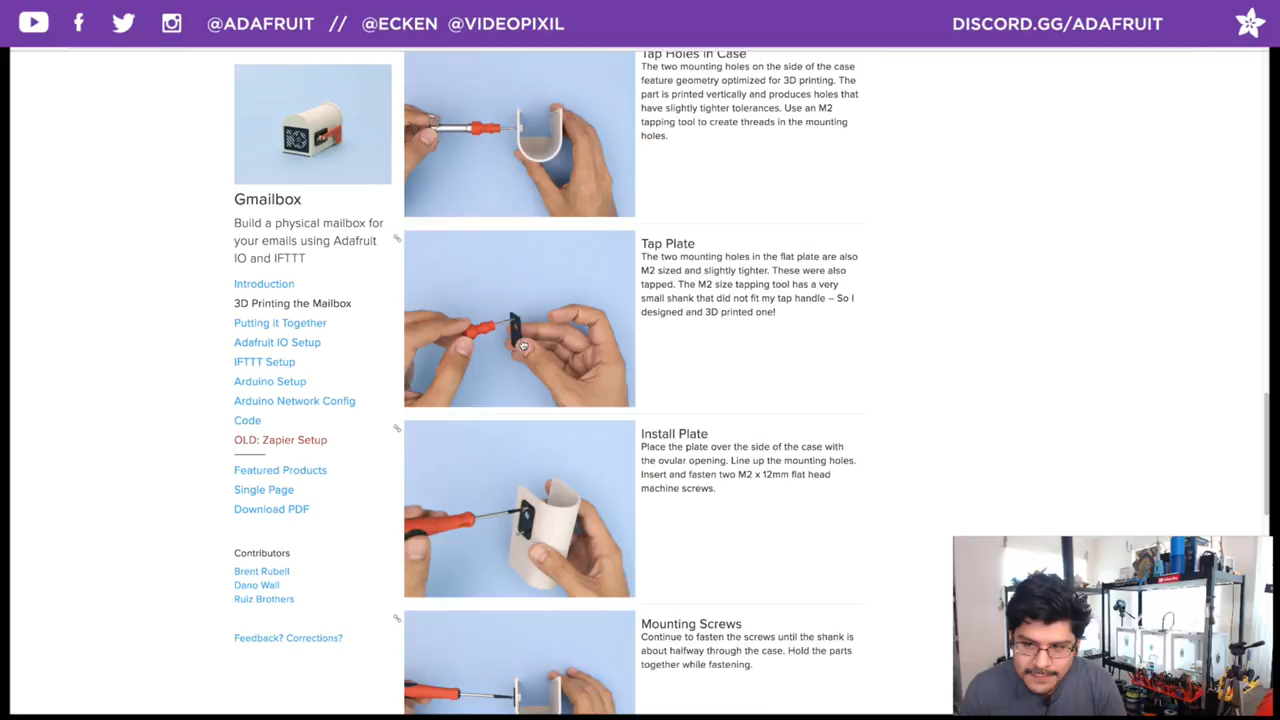 @ADAFRUIT // @ECKEN @VIDEOPIXIL
DISCORD.GG/ADAFRUIT
Gmailbox
Build a physical mailbox for
your emails using Adafruit
IO and IFTTT
Introduction
3D Printing the Mailbox
Putting it Together
Adafruit IO Setup
IFTTT Setup
Arduino Setup
Arduino Network Config
Code
OLD: Zapier Setup
Featured Products
Single Page
Download PDF
Contributors
Brent Rubell
Dano Wall
Ruiz Brothers
Feedback? Corrections?
Tap Holes in Case
The two mounting holes on the side of the case
feature geometry optimized for 3D printing. The
part is printed vertically and produces holes that
have slightly tighter tolerances. Use an M2
tapping tool to create threads in the mounting
holes.
Tap Plate
The two mounting holes in the flat plate are also
M2 sized and slightly tighter. These were also
tapped. The M2 size tapping tool has a very
small shank that did not fit my tap handle – So I
designed and 3D printed one!
Install Plate
Place the plate over the side of the case with
the ovular opening. Line up the mounting holes.
Insert and fasten two M2 x 12mm flat head
machine screws.
Mounting Screws
Continue to fasten the screws until the shank is
about halfway through the case. Hold the parts
together while fastening.